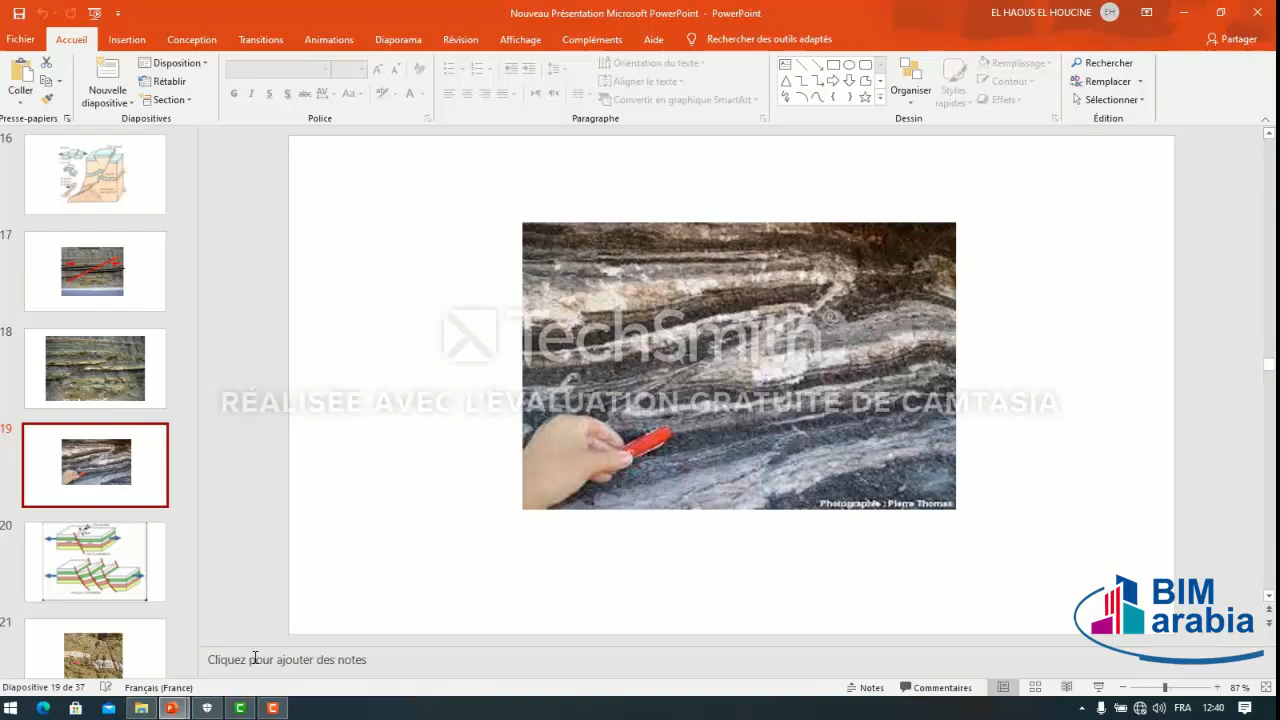 Nouveau Présentation Microsoft PowerPoint - PowerPoint
EL HAOUS EL HOUCINE EH
Fichier Accueil Insertion Conception Transitions Animations Diaporama Révision Affichage Compléments Aide Rechercher des outils adaptés Partager
Coller
Presse-papiers
Nouvelle diapositive
Disposition
Rétablir
Section
Diapositives
G I S S abc AV Aa A
Police
Orientation du texte
Aligner le texte
Convertir en graphique SmartArt
Paragraphe
Organiser
Styles rapides
Remplissage
Contour
Effets
Dessin
Rechercher
Remplacer
Sélectionner
Édition
16
17
18
19
20
21
TechSmith®
RÉALISÉE AVEC L'ÉVALUATION GRATUITE DE CAMTASIA
Photographie : Pierre Thomas
BIM
arabia
Cliquez pour ajouter des notes
Diapositive 19 de 37 Français (France) Notes Commentaires 87 %
FRA 12:40